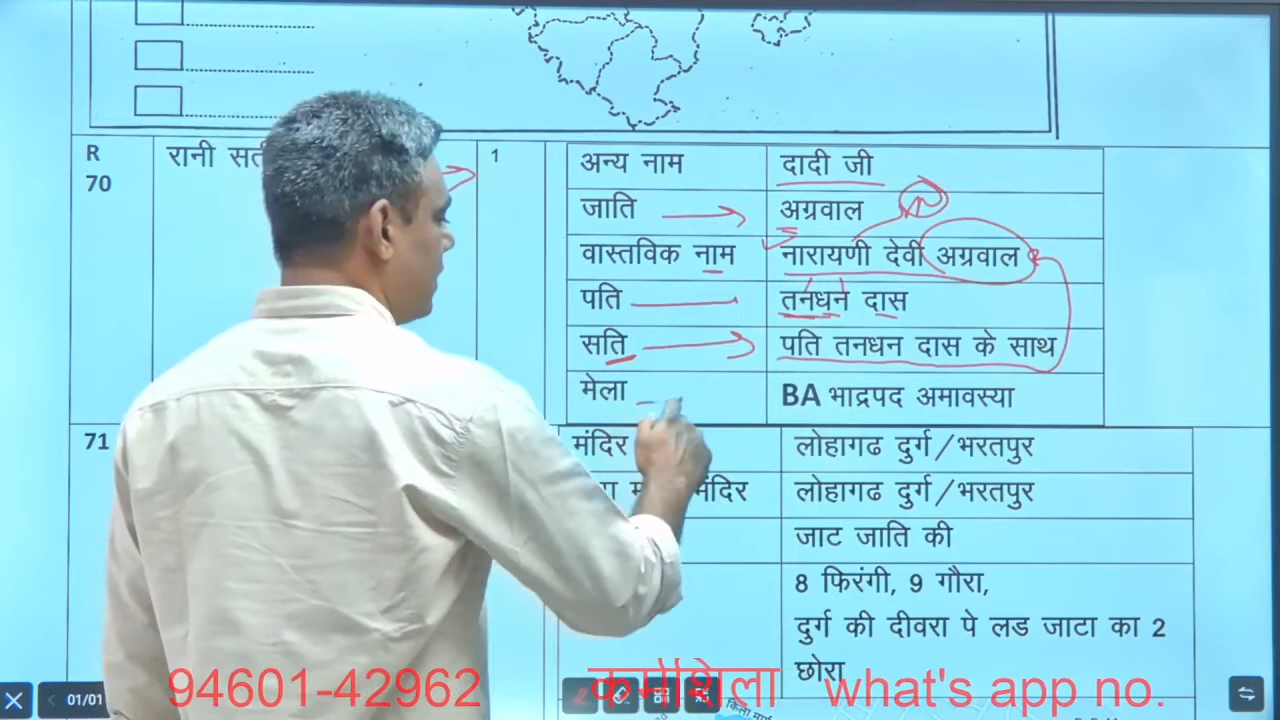 R 70
रानी
1
अन्य नाम दादी जी
जाति अग्रवाल
वास्तविक नाम नारायणी देवी अग्रवाल
पति तनधन दास
सति पति तनधन दास के साथ
मेला BA भाद्रपद अमावस्या
71
मंदिर लोहागढ दुर्ग/भरतपुर
मंदिर लोहागढ दुर्ग/भरतपुर
जाट जाति की
8 फिरंगी, 9 गौरा,
दुर्ग की दीवरा पे लड जाटा का 2
छोरा
94601-42962 कर्माशिला what's app no.
01/01